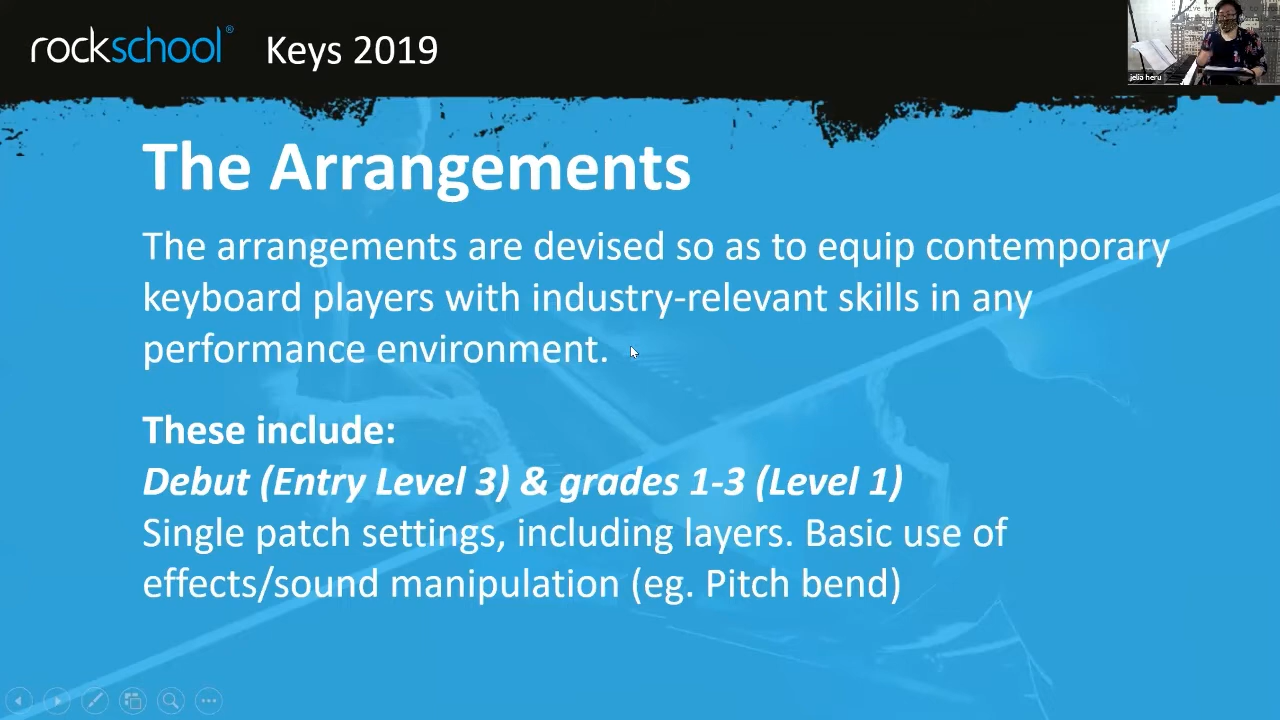 rockschool® Keys 2019
jelia heru
The Arrangements
The arrangements are devised so as to equip contemporary
keyboard players with industry-relevant skills in any
performance environment.
These include:
Debut (Entry Level 3) & grades 1-3 (Level 1)
Single patch settings, including layers. Basic use of
effects/sound manipulation (eg. Pitch bend)